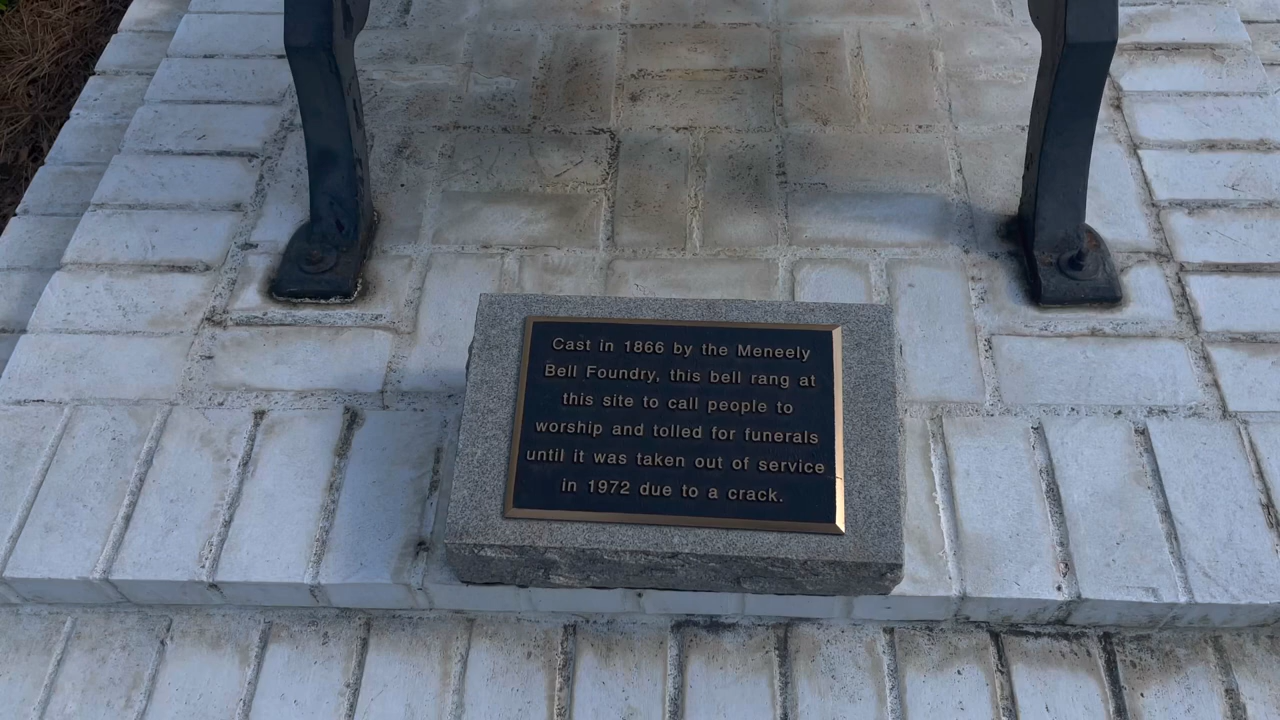 Cast in 1866 by the Meneely
Bell Foundry, this bell rang at
this site to call people to
worship and tolled for funerals
until it was taken out of service
in 1972 due to a crack.